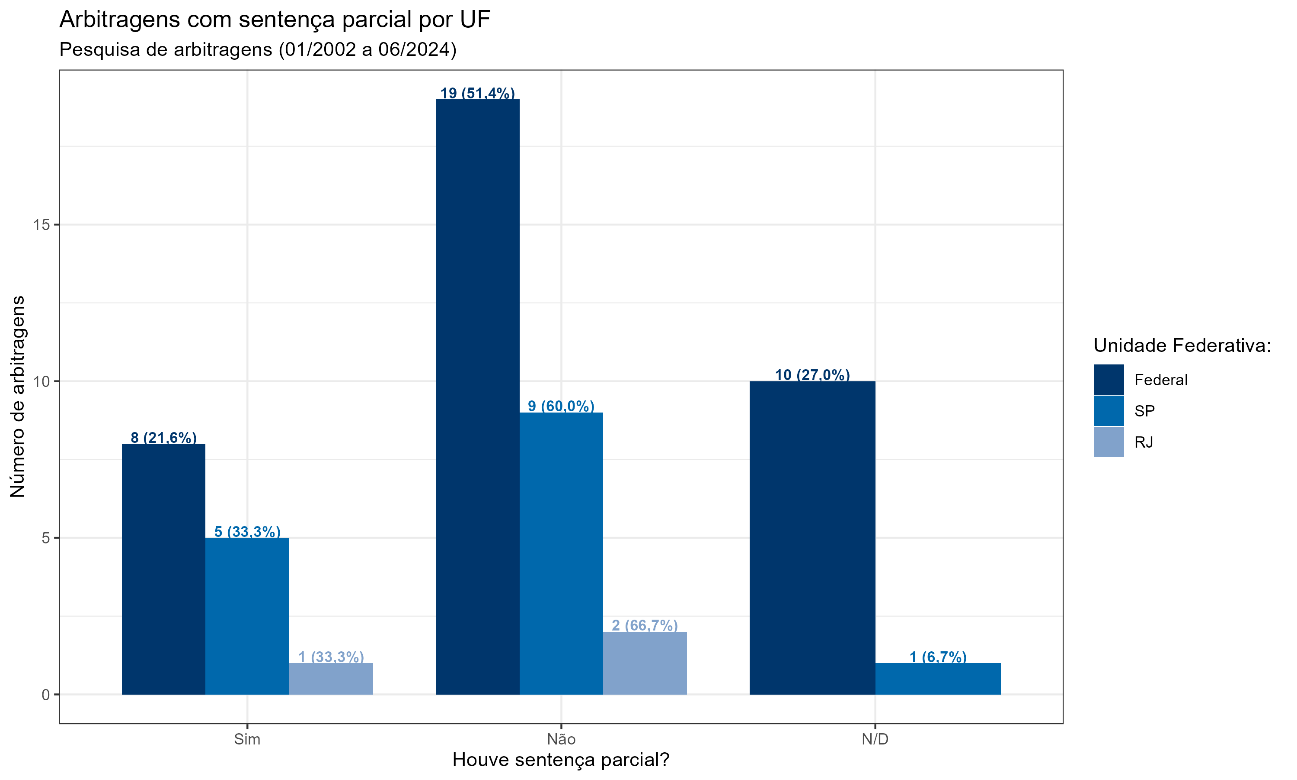 Arbitragens com sentença parcial por UF
Pesquisa de arbitragens (01/2002 a 06/2024)
Número de arbitragens
15
10
5
0
8 (21,6%)
5 (33,3%)
1 (33,3%)
19 (51,4%)
9 (60,0%)
2 (66,7%)
10 (27,0%)
1 (6,7%)
Sim
Não
N/D
Houve sentença parcial?
Unidade Federativa:
Federal
SP
RJ